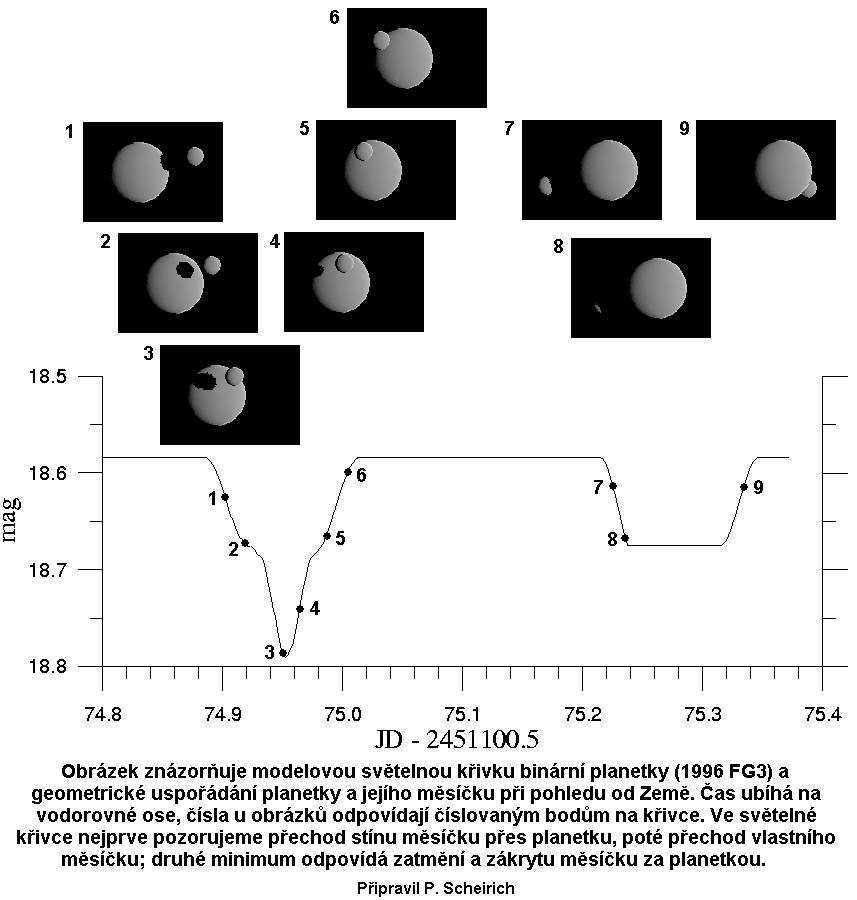 6
1
5
7
9
2
4
8
3
18.5
18.6
18.7
18.8
mag
1
2
3
4
5
6
7
8
9
74.8 74.9 75.0 75.1 75.2 75.3 75.4
JD - 2451100.5
Obrázek znázorňuje modelovou světelnou křivku binární planetky (1996 FG3) a
geometrické uspořádání planetky a jejího měsíčku při pohledu od Země. Čas ubíhá na
vodorovné ose, čísla u obrázků odpovídají číslovaným bodům na křivce. Ve světelné
křivce nejprve pozorujeme přechod stínu měsíčku přes planetku, poté přechod vlastního
měsíčku; druhé minimum odpovídá zatmění a zákrytu měsíčku za planetkou.
Připravil P. Scheirich